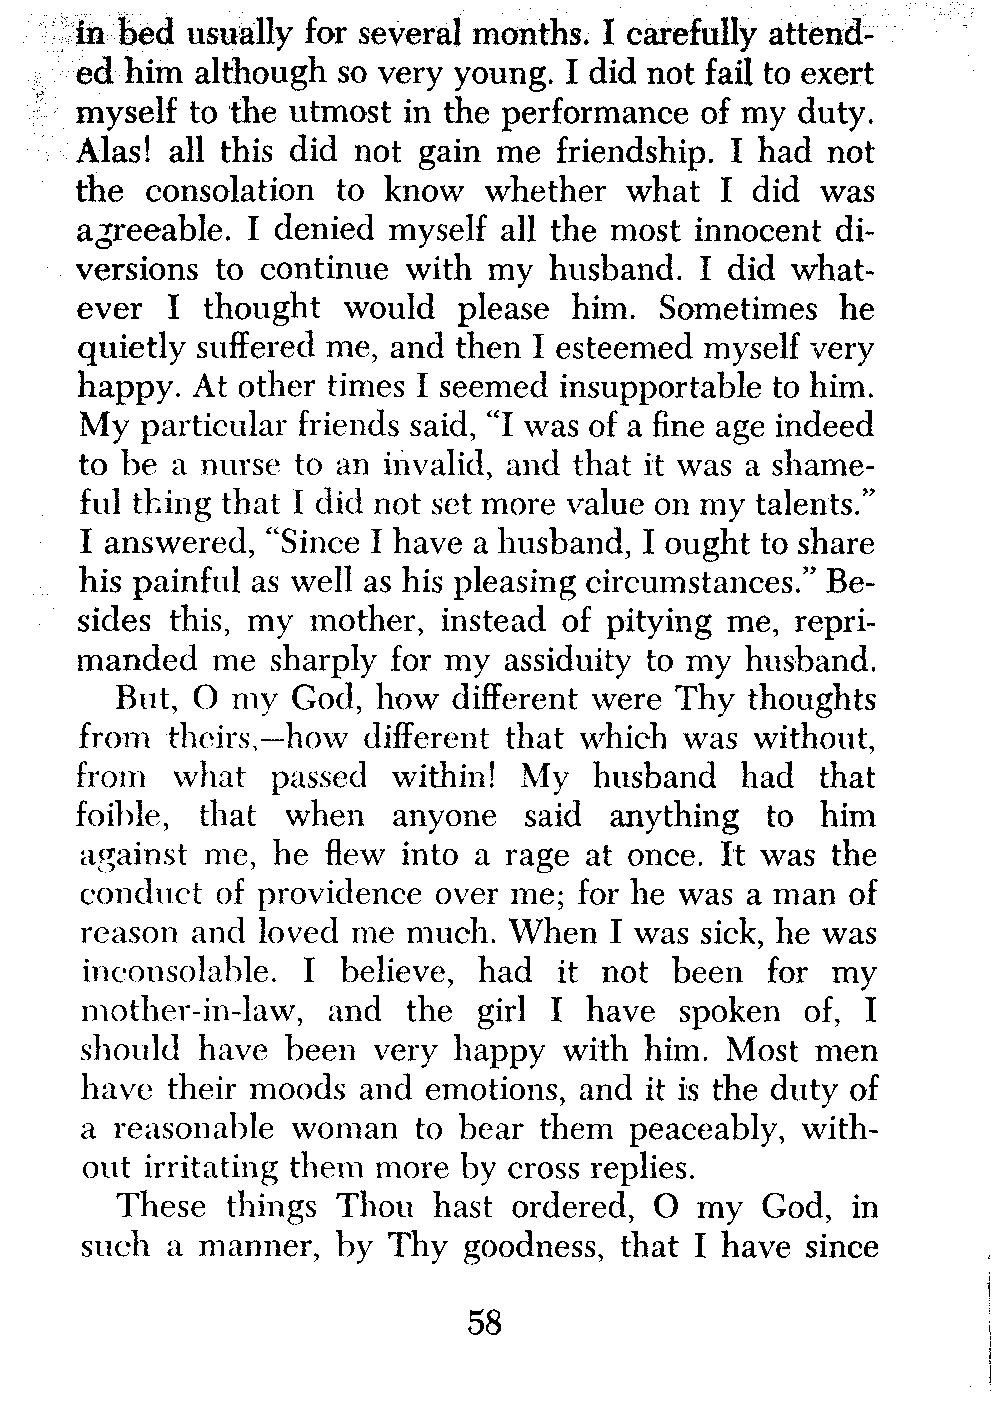 in bed usually for several months. I carefully attend-
ed him although so very young. I did not fail to exert
myself to the utmost in the performance of my duty.
Alas! all this did not gain me friendship. I had not
the consolation to know whether what I did was
agreeable. I denied myself all the most innocent di-
versions to continue with my husband. I did what-
ever I thought would please him. Sometimes he
quietly suffered me, and then I esteemed myself very
happy. At other times I seemed insupportable to him.
My particular friends said, “I was of a fine age indeed
to be a nurse to an invalid, and that it was a shame-
ful thing that I did not set more value on my talents.”
I answered, “Since I have a husband, I ought to share
his painful as well as his pleasing circumstances.” Be-
sides this, my mother, instead of pitying me, repri-
manded me sharply for my assiduity to my husband.
But, O my God, how different were Thy thoughts
from theirs,—how different that which was without,
from what passed within! My husband had that
foible, that when anyone said anything to him
against me, he flew into a rage at once. It was the
conduct of providence over me; for he was a man of
reason and loved me much. When I was sick, he was
inconsolable. I believe, had it not been for my
mother-in-law, and the girl I have spoken of, I
should have been very happy with him. Most men
have their moods and emotions, and it is the duty of
a reasonable woman to bear them peaceably, with-
out irritating them more by cross replies.
These things Thou hast ordered, O my God, in
such a manner, by Thy goodness, that I have since
58